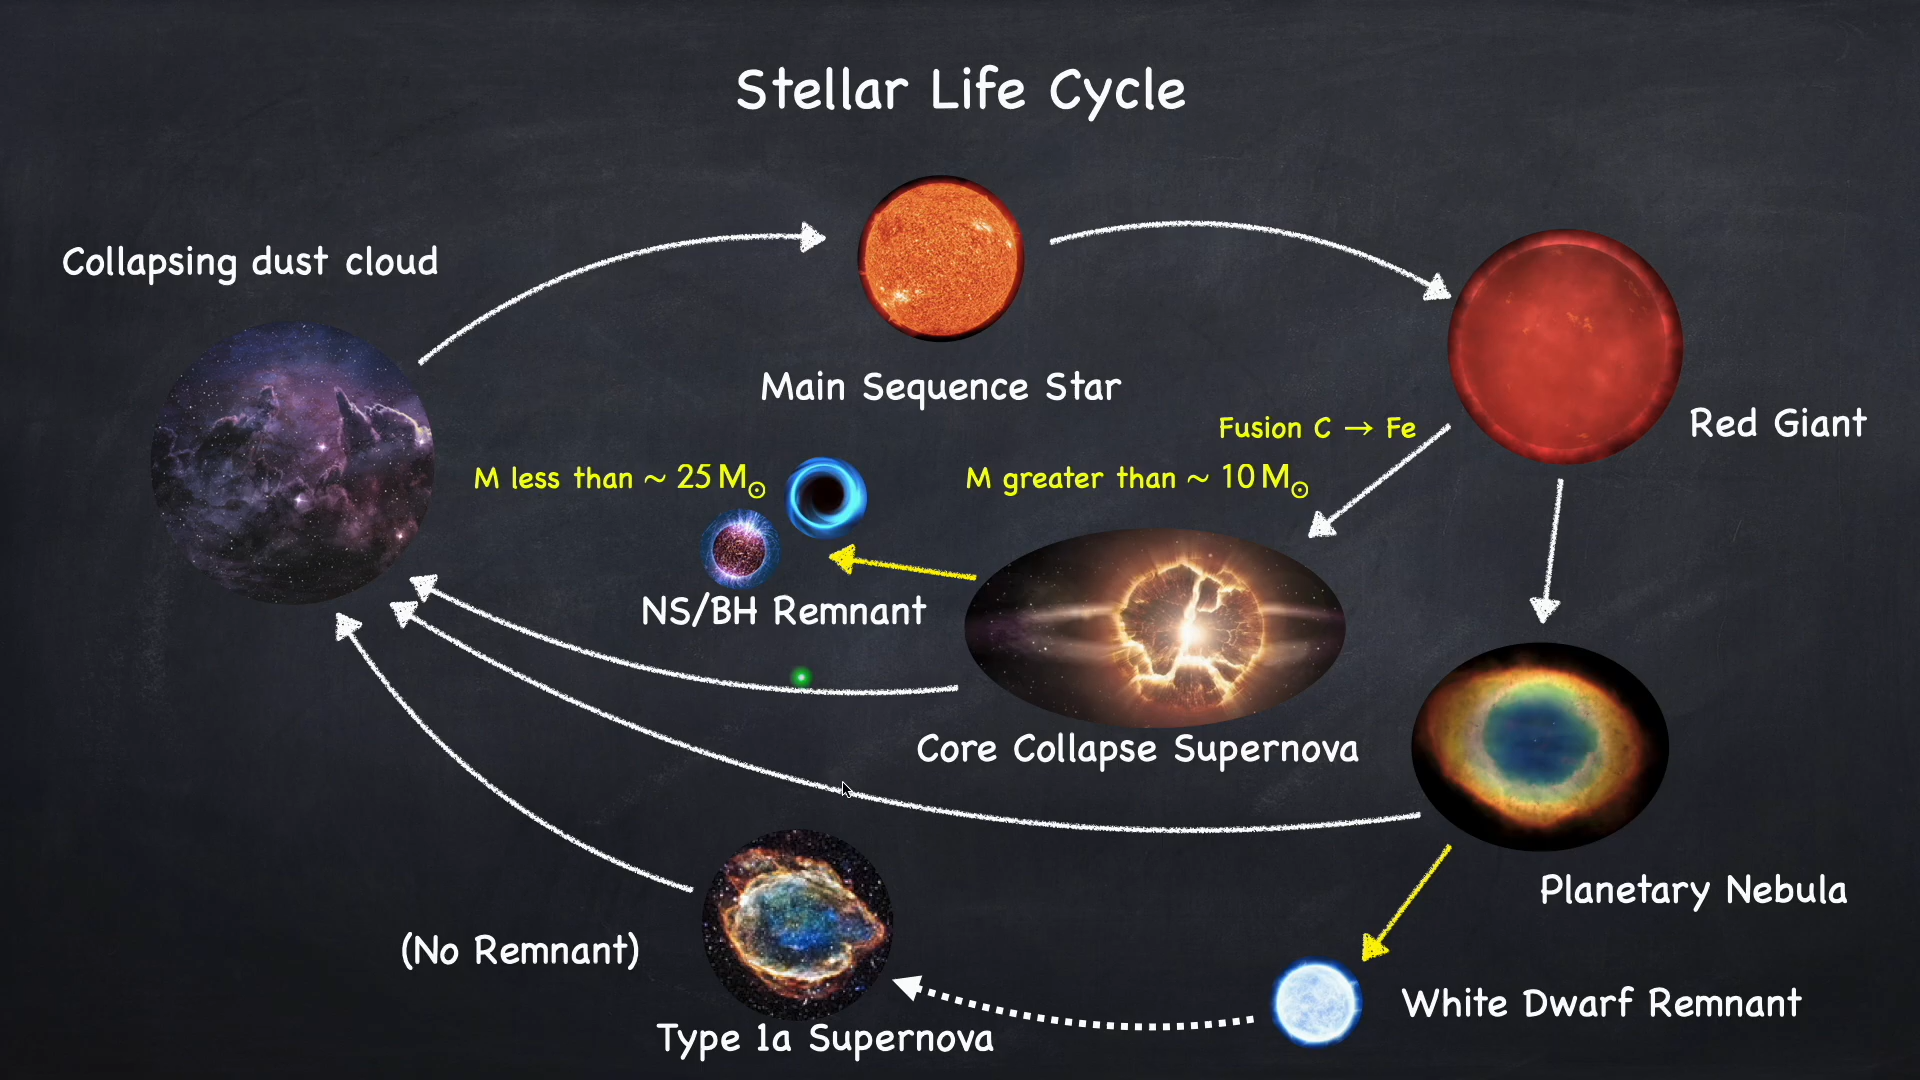 Stellar Life Cycle
Collapsing dust cloud
Main Sequence Star
Red Giant
Fusion C → Fe
M less than ~ 25 M☉
M greater than ~ 10 M☉
NS/BH Remnant
Core Collapse Supernova
Planetary Nebula
(No Remnant)
White Dwarf Remnant
Type 1a Supernova